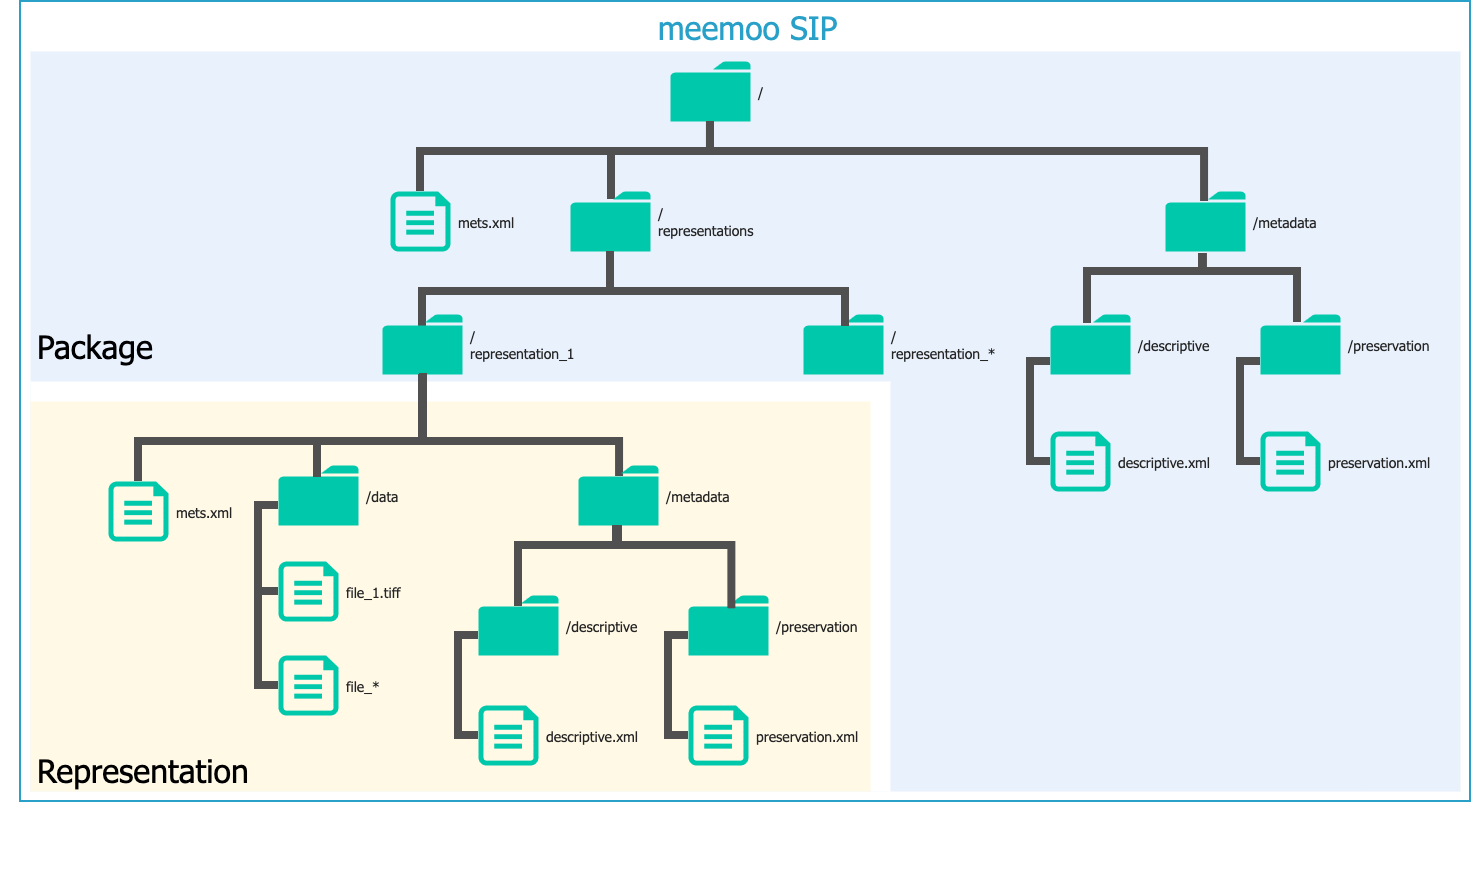 meemoo SIP
/
mets.xml
/
representations
/metadata
Package
/
representation_1
/
representation_*
/descriptive
/preservation
descriptive.xml
preservation.xml
mets.xml
/data
/metadata
file_1.tiff
/descriptive
/preservation
file_*
descriptive.xml
preservation.xml
Representation